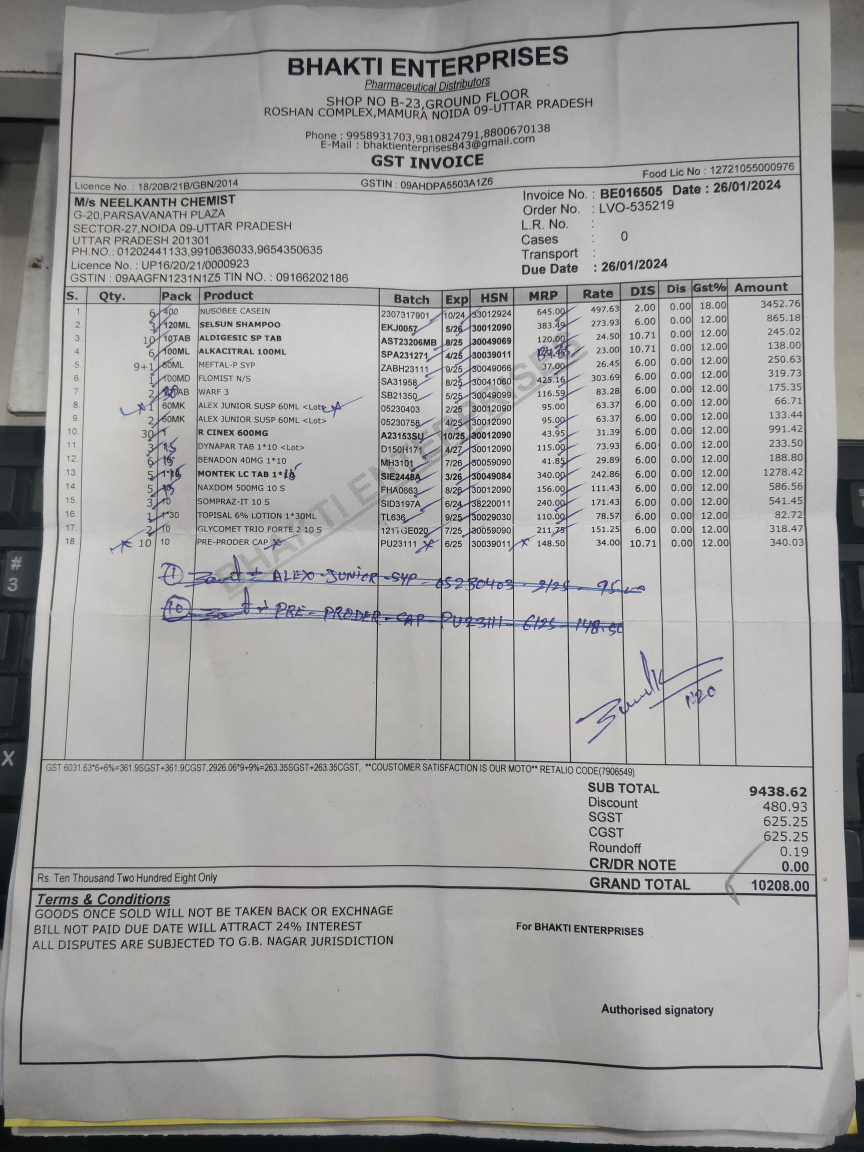 BHAKTI ENTERPRISES
Pharmaceutical Distributors
SHOP NO B-23,GROUND FLOOR
ROSHAN COMPLEX,MAMURA NOIDA 09-UTTAR PRADESH
Phone : 9958931703,9810824791,8800670138
E-Mail : bhaktienterprises843@gmail.com
GST INVOICE
Licence No. : 18/20B/21B/GBN/2014 GSTIN : 09AHDPA5503A1Z6 Food Lic No : 12721055000976
M/s NEELKANTH CHEMIST
G-20,PARSAVANATH PLAZA
SECTOR-27,NOIDA 09-UTTAR PRADESH
UTTAR PRADESH 201301
PH.NO.: 01202441133,9910636033,9654350635
Licence No. : UP16/20/21/0000923
GSTIN : 09AAGFN1231N1Z5 TIN NO. : 09166202186
Invoice No. : BE016505 Date : 26/01/2024
Order No. : LVO-535219
L.R. No. :
Cases : 0
Transport :
Due Date : 26/01/2024
S. Qty. Pack Product Batch Exp HSN MRP Rate DIS Dis Gst% Amount
1. 6 400 NUSOBEE CASEIN 2307317901 10/24 33012924 645.00 497.63 2.00 0.00 18.00 3452.76
2. 3 120ML SELSUN SHAMPOO EKJ0057 5/26 30012090 383.49 273.93 6.00 0.00 12.00 865.18
3. 10 10TAB ALDIGESIC SP TAB AST23206MB 8/25 30049069 120.00 24.50 10.71 0.00 12.00 245.02
4. 6 100ML ALKACITRAL 100ML SPA231271 4/25 30039011 23.00 10.71 0.00 12.00 138.00
5. 9+1 60ML MEFTAL-P SYP ZABH23111 9/25 30049066 37.00 26.45 6.00 0.00 12.00 250.63
6. 1 100MD FLOMIST N/S SA31958 8/25 30041060 425.16 303.69 6.00 0.00 12.00 319.73
7. 2 WARF 3 SB21350 5/25 30049099 116.59 83.28 6.00 0.00 12.00 175.35
8. 1 60MK ALEX JUNIOR SUSP 60ML <Lot> 05230403 2/25 30012090 95.00 63.37 6.00 0.00 12.00 66.71
9. 2 60MK ALEX JUNIOR SUSP 60ML <Lot> 05230758 4/25 30012090 95.00 63.37 6.00 0.00 12.00 133.44
10. 30 1 R CINEX 600MG A23153SU 10/25 30012090 43.95 31.39 6.00 0.00 12.00 991.42
11. 3 15 DYNAPAR TAB 1*10 <Lot> D150H171 4/27 30012090 115.00 73.93 6.00 0.00 12.00 233.50
12. 6 15 BENADON 40MG 1*10 MH3101 7/26 30059090 41.85 29.89 6.00 0.00 12.00 188.80
13. 5 1*15 MONTEK LC TAB 1*15 SIE2448A 3/26 30049084 340.00 242.86 6.00 0.00 12.00 1278.42
14. 5 15 NAXDOM 500MG 10 S FHA0663 8/26 30012090 156.00 111.43 6.00 0.00 12.00 586.56
15. 3 10 SOMPRAZ-IT 10 S SID3197A 6/24 38220011 240.00 171.43 6.00 0.00 12.00 541.45
16. 1 1*30 TOPISAL 6% LOTION 1*30ML TL636 9/25 30029030 110.00 78.57 6.00 0.00 12.00 82.72
17. 2 10 GLYCOMET TRIO FORTE 2 10 S 1211GE020 7/25 30059090 211.75 151.25 6.00 0.00 12.00 318.47
18. 10 10 PRE-PRODER CAP PU23111 6/25 30039011 148.50 34.00 10.71 0.00 12.00 340.03
BHAKTI ENTERPRISES
① ALEX-JUNIOR-SYP - 05230403 - 2/25 - 95.00
⑩ PRE-PRODER-CAP PU23111 - 6/25 - 148.50
GST 6031.63*6+6%=361.9SGST+361.9CGST,2926.06*9+9%=263.35SGST+263.35CGST, **COUSTOMER SATISFACTION IS OUR MOTO** RETALIO CODE(7906549)
SUB TOTAL 9438.62
Discount 480.93
SGST 625.25
CGST 625.25
Roundoff 0.19
CR/DR NOTE 0.00
Rs. Ten Thousand Two Hundred Eight Only
GRAND TOTAL 10208.00
Terms & Conditions
GOODS ONCE SOLD WILL NOT BE TAKEN BACK OR EXCHNAGE
BILL NOT PAID DUE DATE WILL ATTRACT 24% INTEREST
ALL DISPUTES ARE SUBJECTED TO G.B. NAGAR JURISDICTION
For BHAKTI ENTERPRISES
Authorised signatory
# 3
X